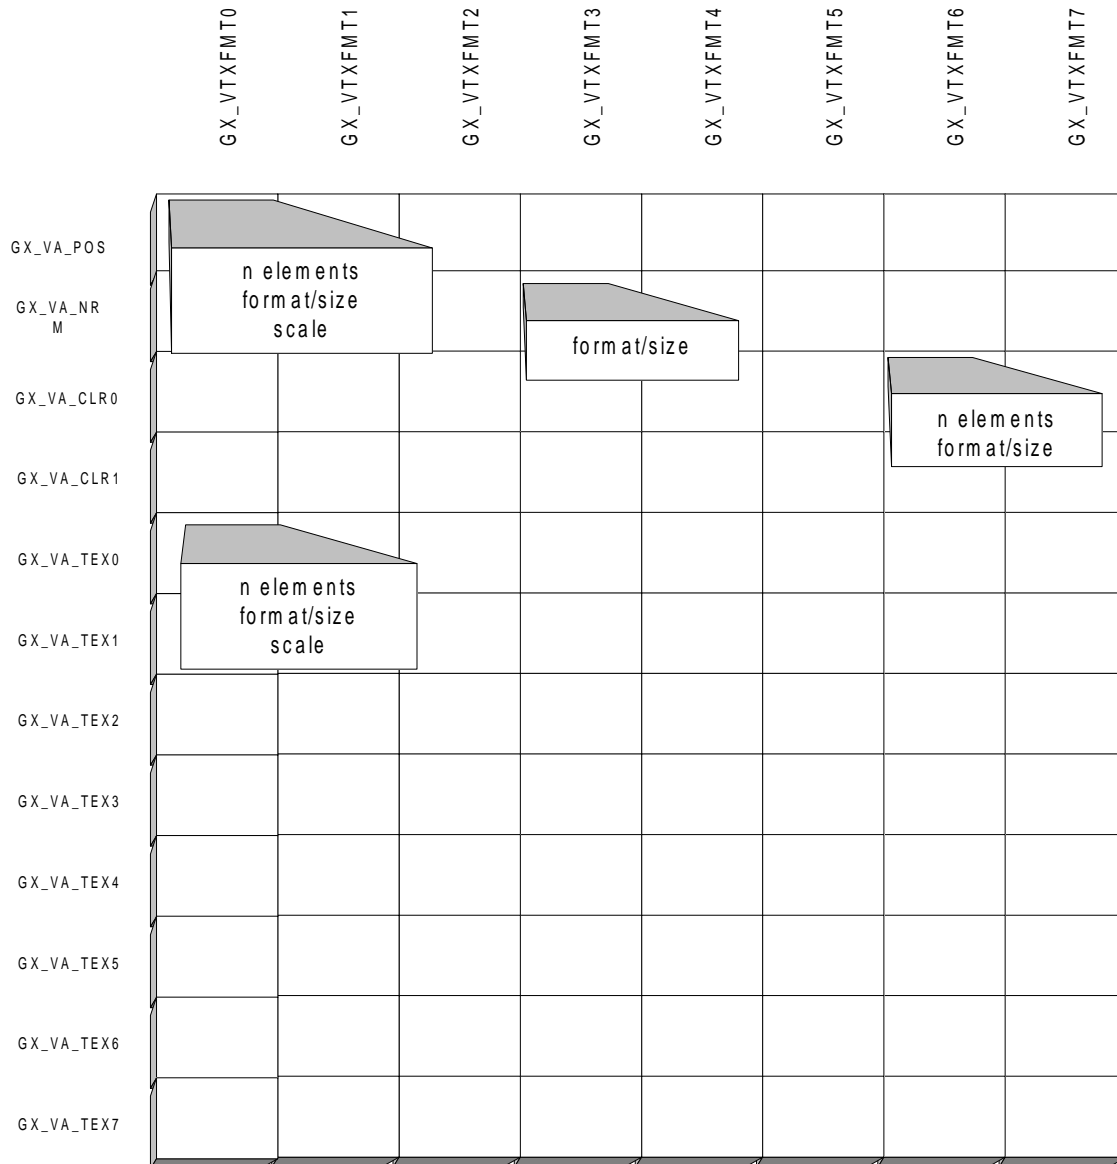 GX_VTXFMT0
GX_VTXFMT1
GX_VTXFMT2
GX_VTXFMT3
GX_VTXFMT4
GX_VTXFMT5
GX_VTXFMT6
GX_VTXFMT7
GX_VA_POS
n elements
format/size
scale
GX_VA_NR
M
format/size
GX_VA_CLR0
n elements
format/size
GX_VA_CLR1
GX_VA_TEX0
n elements
format/size
scale
GX_VA_TEX1
GX_VA_TEX2
GX_VA_TEX3
GX_VA_TEX4
GX_VA_TEX5
GX_VA_TEX6
GX_VA_TEX7